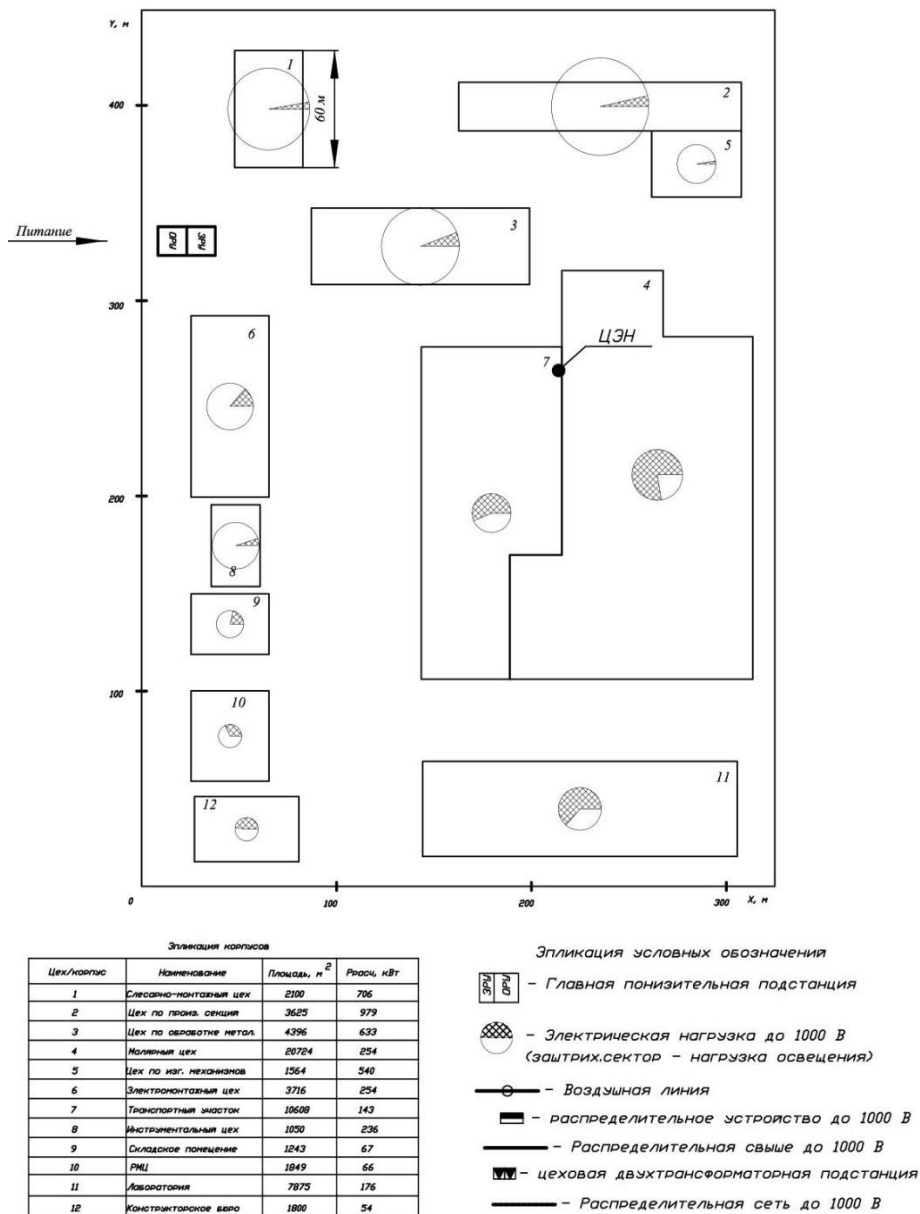 Y, м
1
2
400
60 м
5
Питание
ОРУ
ЗРУ
3
300
4
6
ЦЭН
7
200
8
9
100
10
11
12
0
100
200
300
X, м
Эпликация корпусов
Цех/корпус Наименование Площадь, м2 Ррасч, кВт
1 Слесарно-монтажный цех 2100 706
2 Цех по произ. секций 3625 979
3 Цех по обработке метал. 4396 633
4 Малярный цех 20724 254
5 Цех по изг. механизмов 1564 540
6 Электромонтажный цех 3716 254
7 Транспортный участок 10608 143
8 Инструментальный цех 1050 236
9 Складское помещение 1243 67
10 РМЦ 1849 66
11 Лаборатория 7875 176
12 Конструкторское бюро 1800 54
Эпликация условных обозначений
ЗРУ ОРУ – Главная понизительная подстанция
– Электрическая нагрузка до 1000 В
(заштрих.сектор – нагрузка освещения)
– Воздушная линия
– распределительное устройство до 1000 В
– Распределительная свыше до 1000 В
– цеховая двухтрансформаторная подстанция
– Распределительная сеть до 1000 В